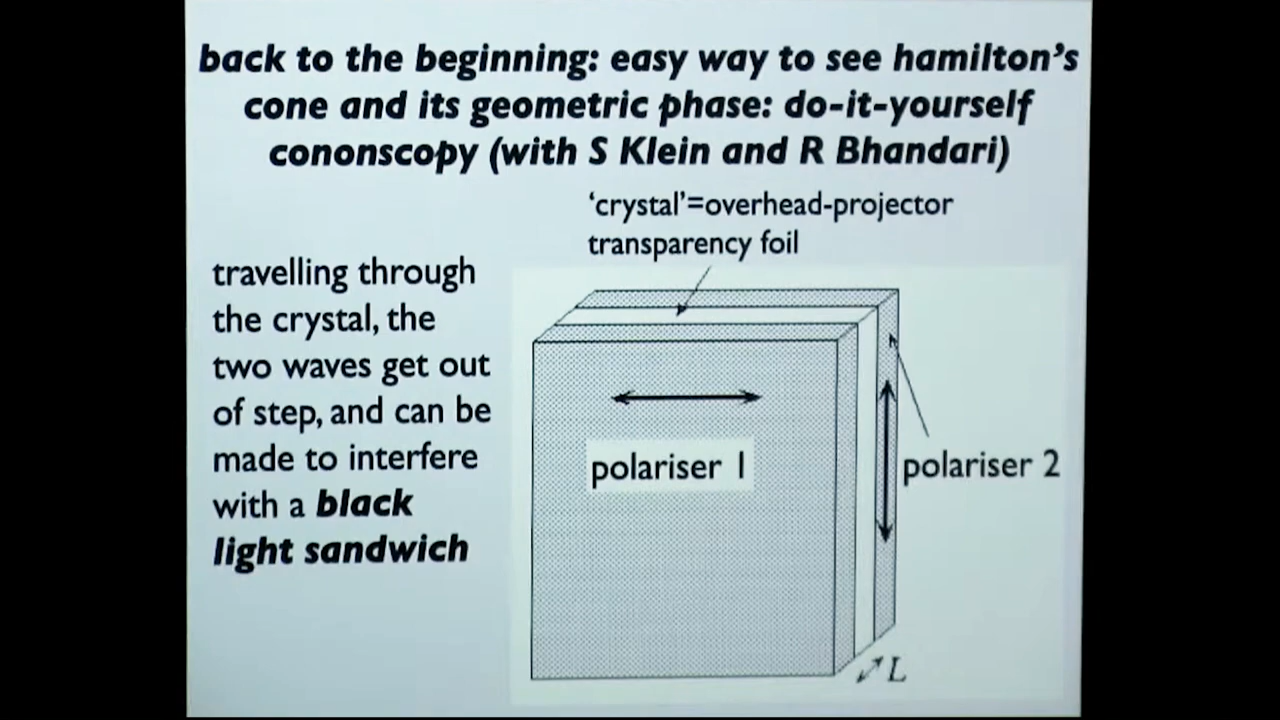 back to the beginning: easy way to see hamilton's
cone and its geometric phase: do-it-yourself
cononscopy (with S Klein and R Bhandari)
'crystal'=overhead-projector
transparency foil
travelling through
the crystal, the
two waves get out
of step, and can be
made to interfere
with a black
light sandwich
polariser 1
polariser 2
L